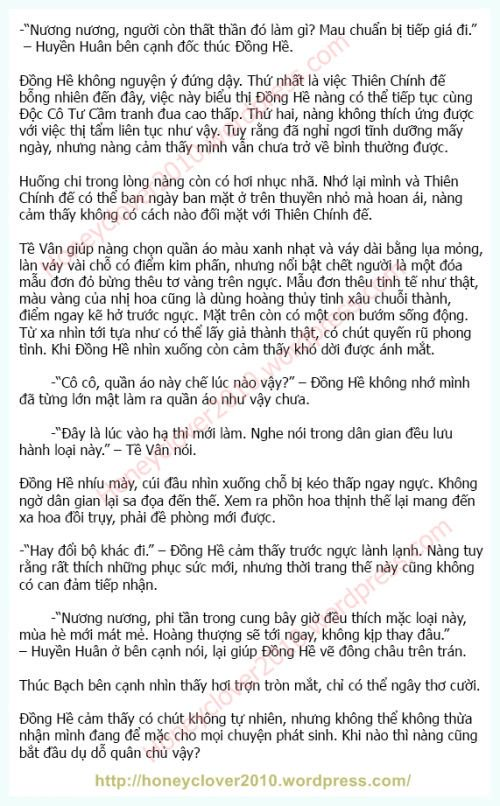 -“Nương nương, người còn thất thần đó làm gì? Mau chuẩn bị tiếp giá đi.”
– Huyền Huân bên cạnh đốc thúc Đồng Hề.
Đồng Hề không nguyện ý đứng dậy. Thứ nhất là việc Thiên Chính đế
bỗng nhiên đến đây, việc này biểu thị Đồng Hề nàng có thể tiếp tục cùng
Độc Cô Tư Cầm tranh đua cao thấp. Thứ hai, nàng không thích ứng được
với việc thị tẩm liên tục như vậy. Tuy rằng đã nghỉ ngơi tĩnh dưỡng mấy
ngày, nhưng nàng cảm thấy mình vẫn chưa trở về bình thường được.
Huống chi trong lòng nàng còn có hơi nhục nhã. Nhớ lại mình và Thiên
Chính đế có thể ban ngày ban mặt ở trên thuyền nhỏ mà hoan ái, nàng
cảm thấy không có cách nào đối mặt với Thiên Chính đế.
Tề Vân giúp nàng chọn quần áo màu xanh nhạt và váy dài bằng lụa mỏng,
làn váy vài chỗ có điểm kim phấn, nhưng nổi bật chết người là một đóa
mẫu đơn đỏ bừng thêu tơ vàng trên ngực. Mẫu đơn thêu tinh tế như thật,
màu vàng của nhị hoa cũng là dùng hoàng thủy tinh xâu chuỗi thành,
điểm ngay kẽ hở trước ngực. Mặt trên còn có một con bướm sống động.
Từ xa nhìn tới tựa như có thể lấy giả thành thật, có chút quyến rũ phong
tình. Khi Đồng Hề nhìn xuống còn cảm thấy khó dời được ánh mắt.
-“Cô cô, quần áo này chế lúc nào vậy?” – Đồng Hề không nhớ mình
đã từng lớn mật làm ra quần áo như vậy chưa.
-“Đây là lúc vào hạ thì mới làm. Nghe nói trong dân gian đều lưu
hành loại này.” – Tề Vân nói.
Đồng Hề nhíu mày, cúi đầu nhìn xuống chỗ bị kéo thấp ngay ngực. Không
ngờ dân gian lại sa đọa đến thế. Xem ra phồn hoa thịnh thế lại mang đến
xa hoa đồi trụy, phải đề phòng mới được.
-“Hay đổi bộ khác đi.” – Đồng Hề cảm thấy trước ngực lành lạnh. Nàng tuy
rằng rất thích những phục sức mới, nhưng thời trang thế này cũng không
có can đảm tiếp nhận.
-“Nương nương, phi tần trong cung bây giờ đều thích mặc loại này,
mùa hè mới mát mẻ. Hoàng thượng sẽ tới ngay, không kịp thay đâu.”
– Huyền Huân ở bên cạnh nói, lại giúp Đồng Hề vẽ đông châu trên trán.
Thúc Bạch bên cạnh nhìn thấy hơi trợn tròn mắt, chỉ có thể ngây thơ cười.
Đồng Hề cảm thấy có chút không tự nhiên, nhưng không thể không thừa
nhận mình đang để mặc cho mọi chuyện phát sinh. Khi nào thì nàng cũng
bắt đầu dụ dỗ quân chủ vậy?
http://honeyclover2010.wordpress.com/
honeyclover2010.wordpress.com
honeyclover2010.wordpress.com
honeyclover2010.wordpress.com